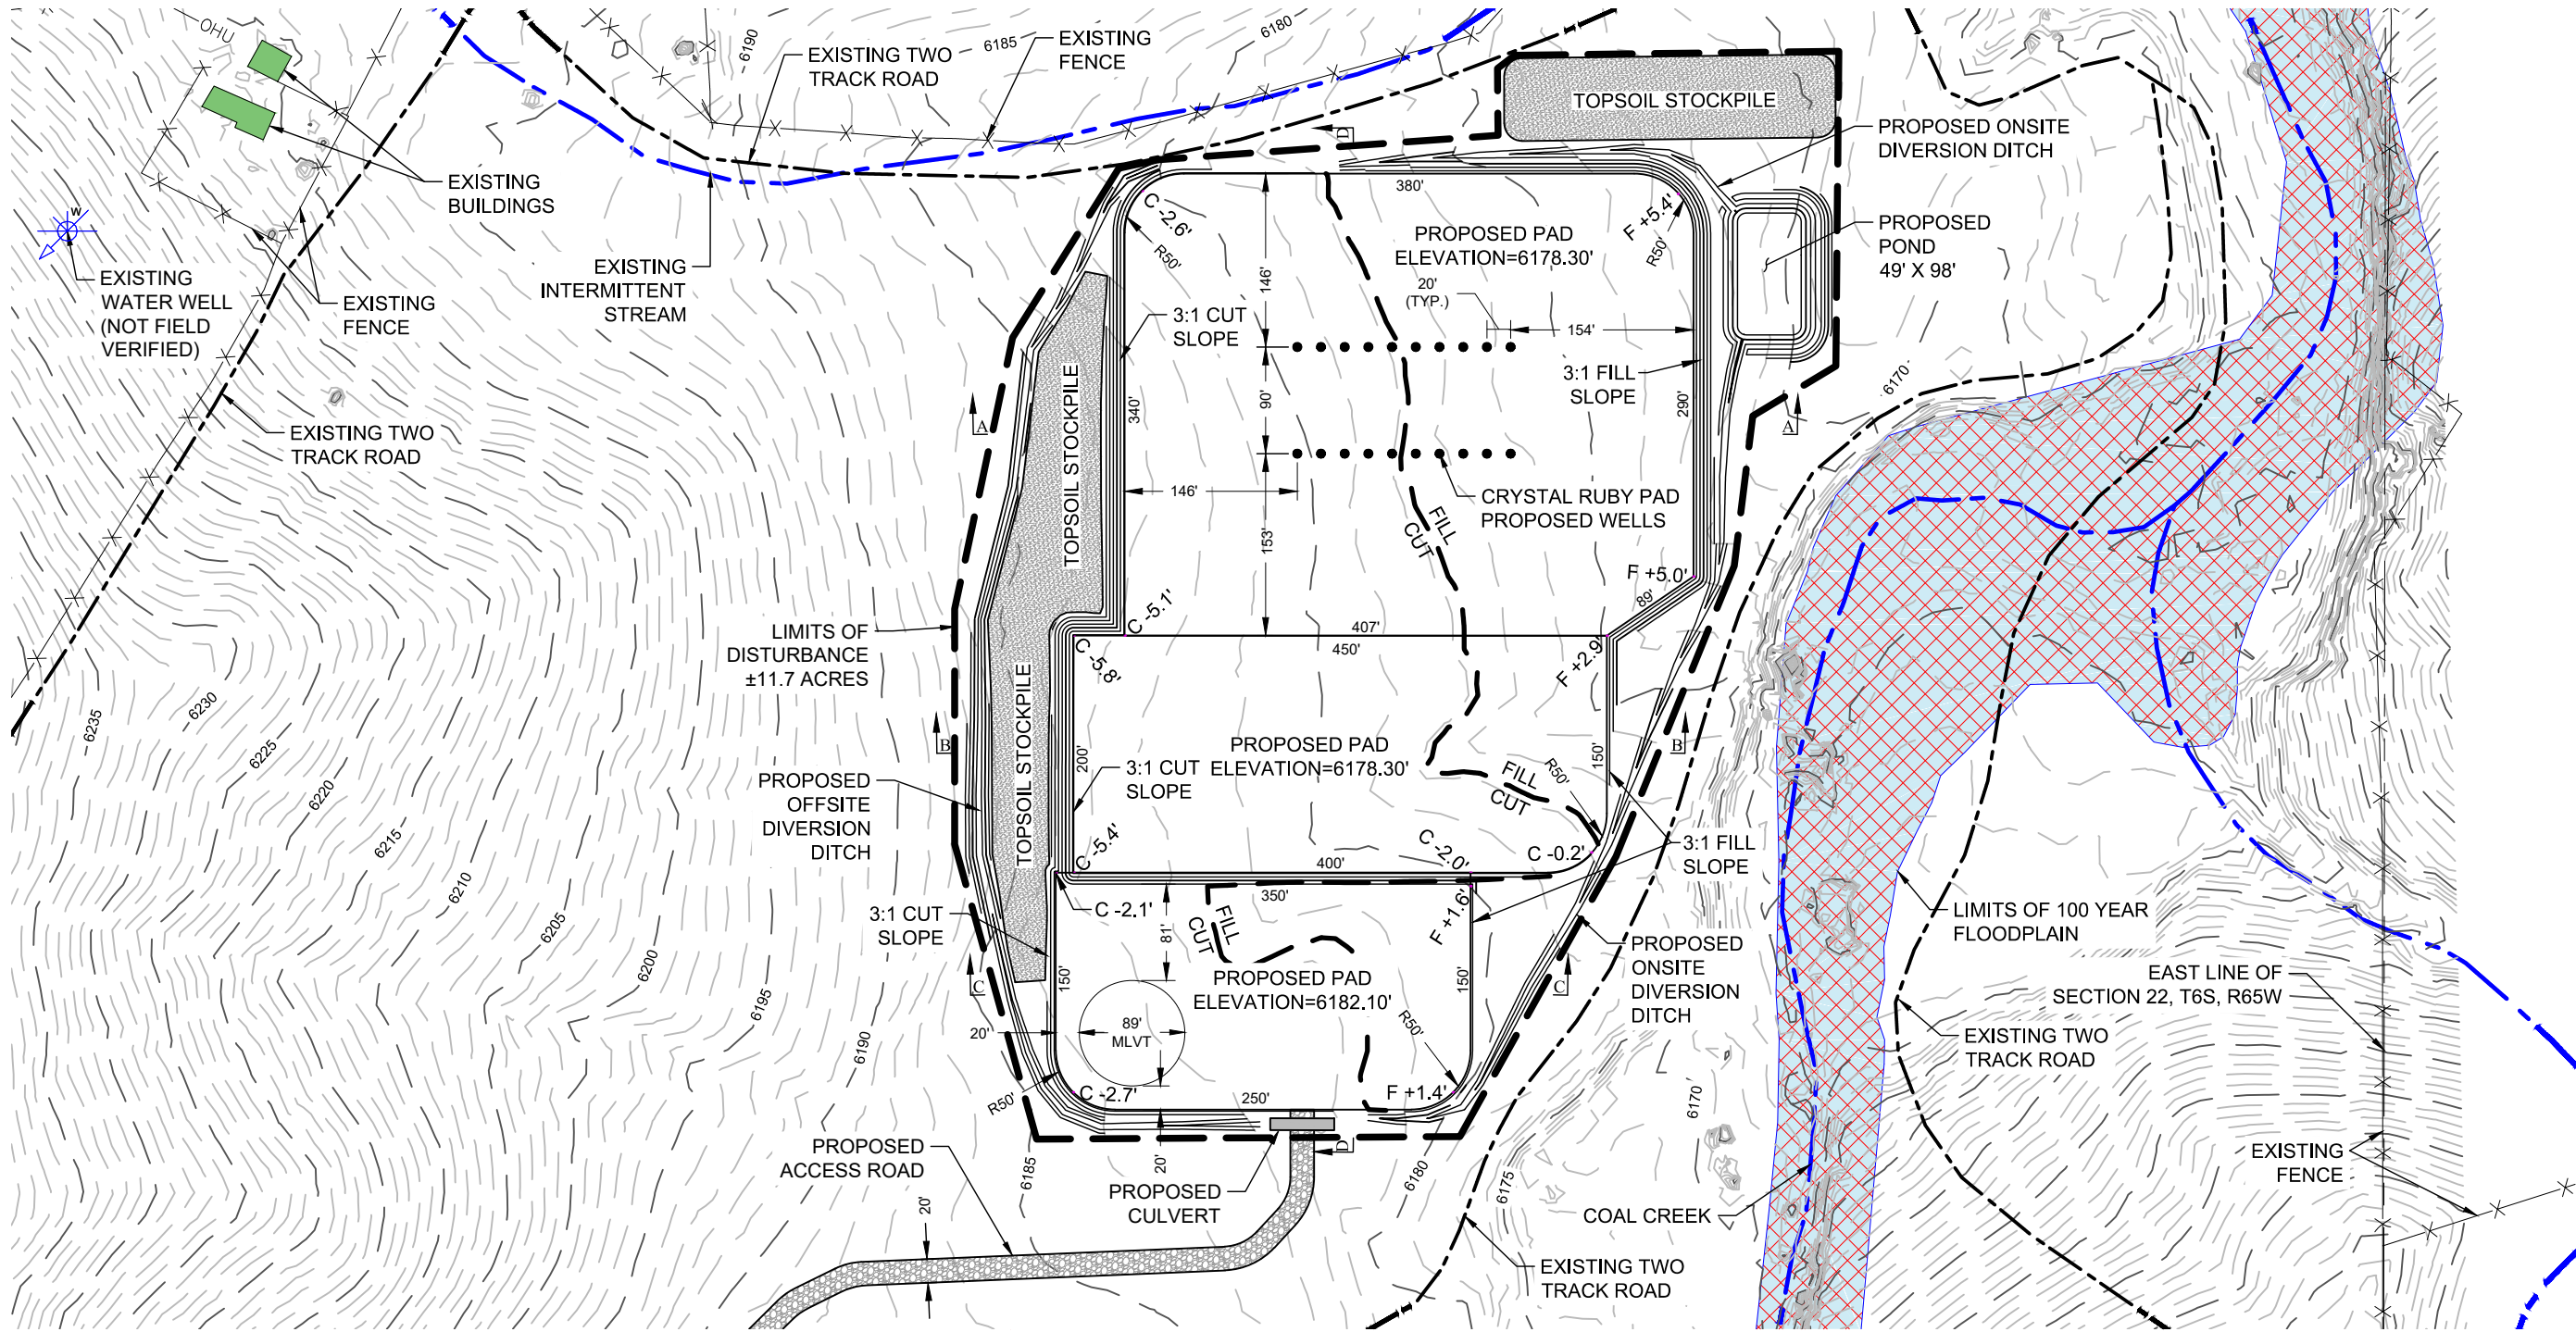 OHU
6190
EXISTING TWO
TRACK ROAD
6185
EXISTING
FENCE
6180
TOPSOIL STOCKPILE
PROPOSED ONSITE
DIVERSION DITCH
D
EXISTING
BUILDINGS
W
EXISTING
WATER WELL
(NOT FIELD
VERIFIED)
EXISTING
FENCE
EXISTING
INTERMITTENT
STREAM
380'
C -2.6'
R50'
F +5.4'
R50'
PROPOSED PAD
ELEVATION=6178.30'
PROPOSED
POND
49' X 98'
146'
20'
(TYP.)
154'
3:1 CUT
SLOPE
3:1 FILL
SLOPE
340'
90'
290'
6170
A
A
EXISTING TWO
TRACK ROAD
TOPSOIL STOCKPILE
146'
153'
CRYSTAL RUBY PAD
PROPOSED WELLS
FILL
CUT
F +5.0'
89'
C -5.1'
407'
450'
C -5.8'
F +2.9'
LIMITS OF
DISTURBANCE
±11.7 ACRES
TOPSOIL STOCKPILE
6235
6230
6225
6220
6215
6210
6205
6200
6195
6190
B
B
200'
150'
PROPOSED PAD
ELEVATION=6178.30'
3:1 CUT
SLOPE
FILL
CUT
R50'
PROPOSED
OFFSITE
DIVERSION
DITCH
C -5.4'
400'
C -2.0'
C -0.2'
3:1 FILL
SLOPE
350'
C -2.1'
3:1 CUT
SLOPE
81'
FILL
CUT
F +1.6'
LIMITS OF 100 YEAR
FLOODPLAIN
PROPOSED
ONSITE
DIVERSION
DITCH
C
C
150'
PROPOSED PAD
ELEVATION=6182.10'
150'
EAST LINE OF
SECTION 22, T6S, R65W
20'
89'
MLVT
R50'
EXISTING TWO
TRACK ROAD
R50'
C -2.7'
250'
F +1.4'
6170'
PROPOSED
ACCESS ROAD
6185
20'
D
6180
6175
EXISTING
FENCE
PROPOSED
CULVERT
20'
COAL CREEK
EXISTING TWO
TRACK ROAD